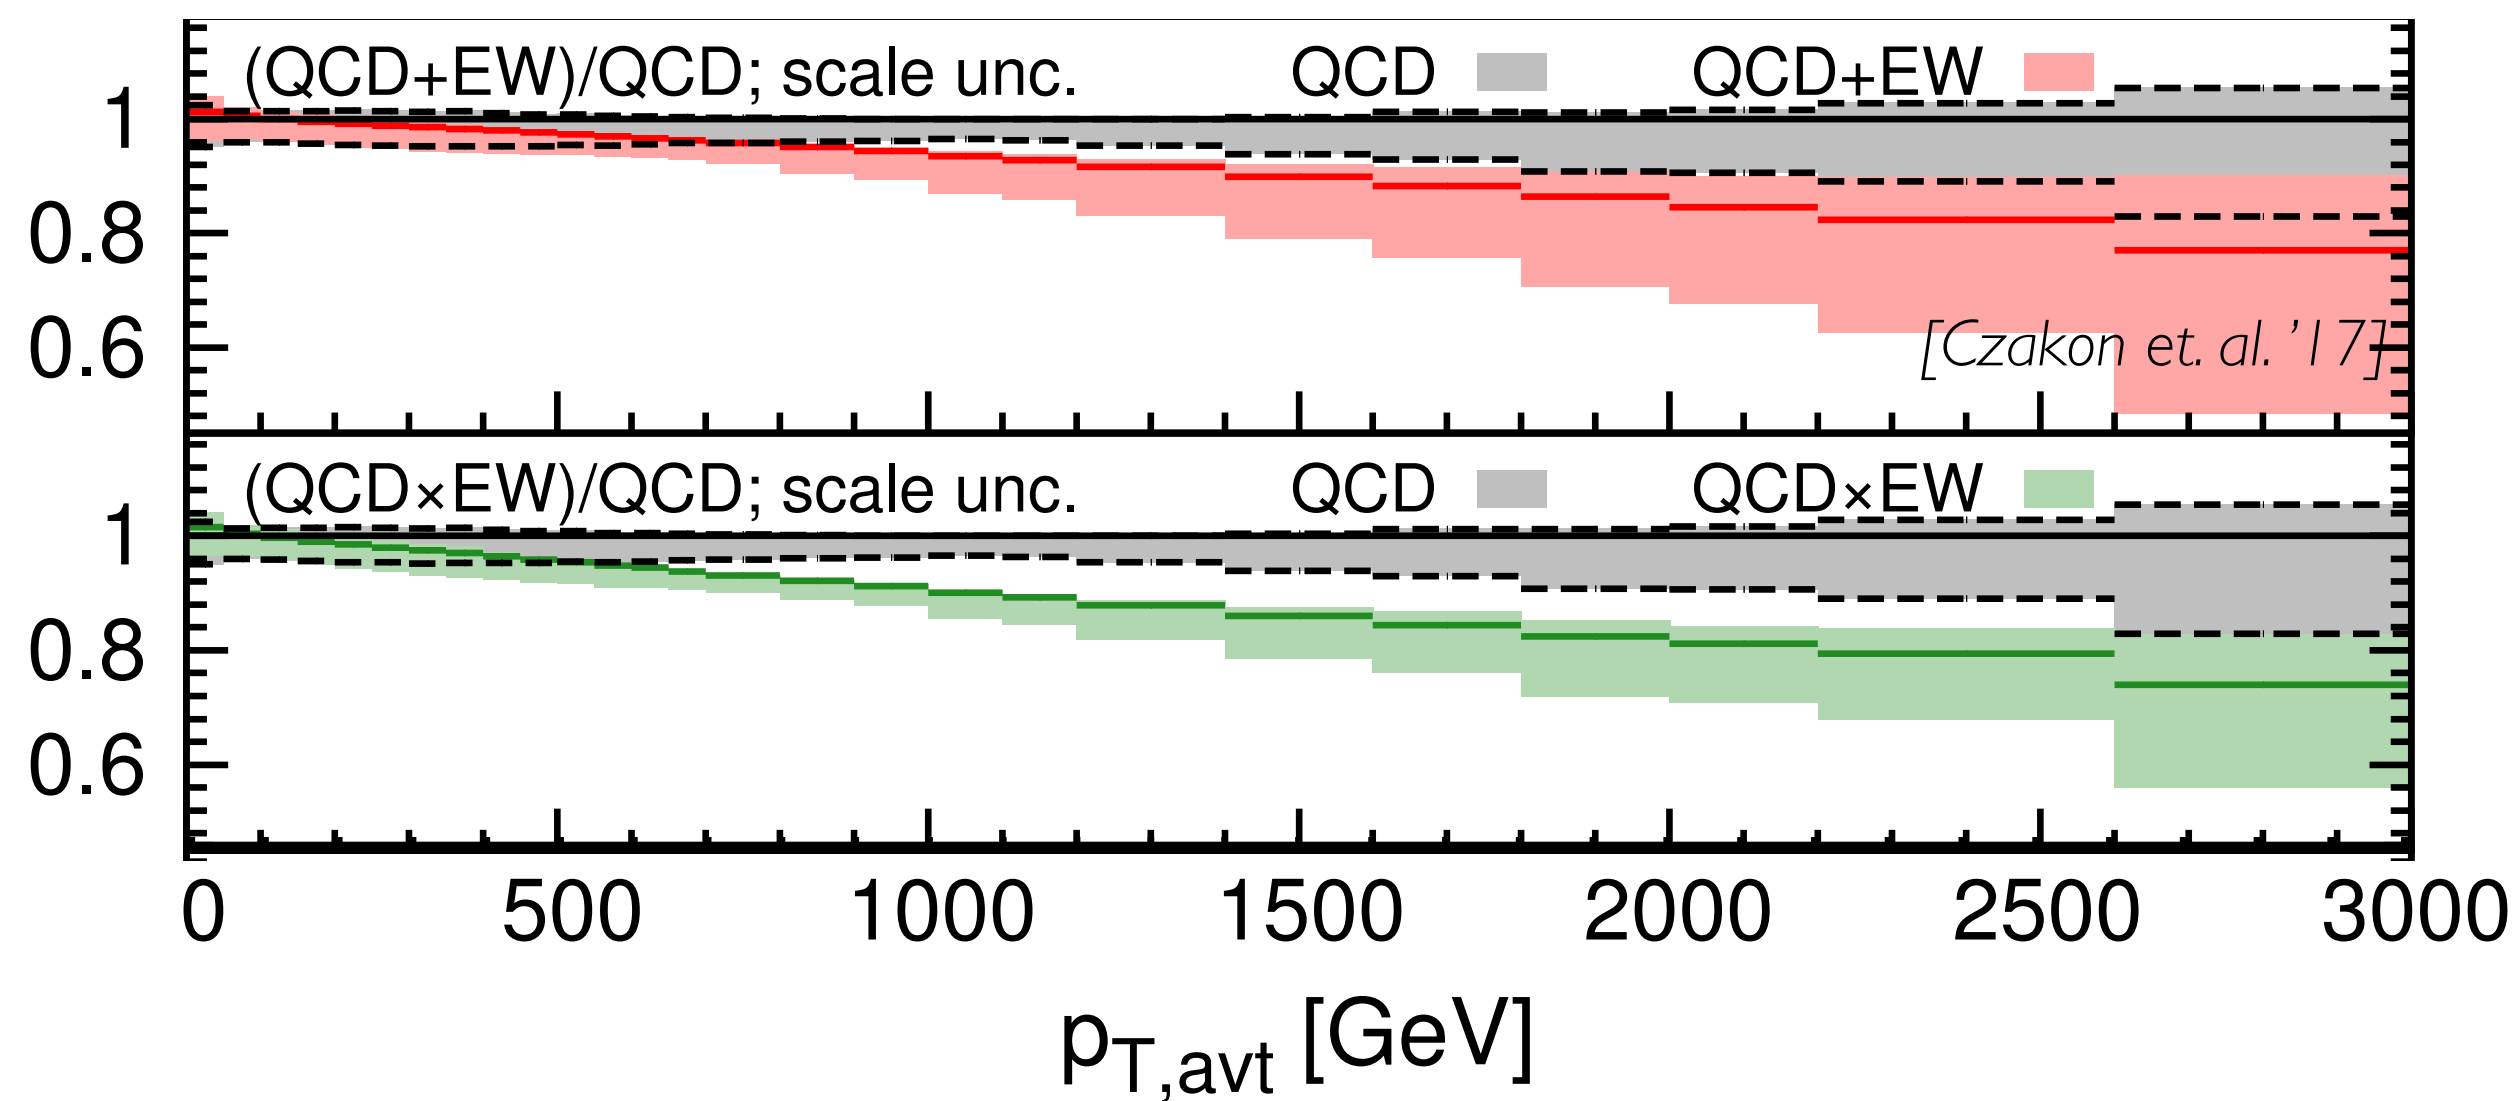 (QCD+EW)/QCD; scale unc. QCD QCD+EW
1
0.8
0.6
[Czakon et. al. '17]
(QCD×EW)/QCD; scale unc. QCD QCD×EW
1
0.8
0.6
0 500 1000 1500 2000 2500 3000
pT,avt [GeV]